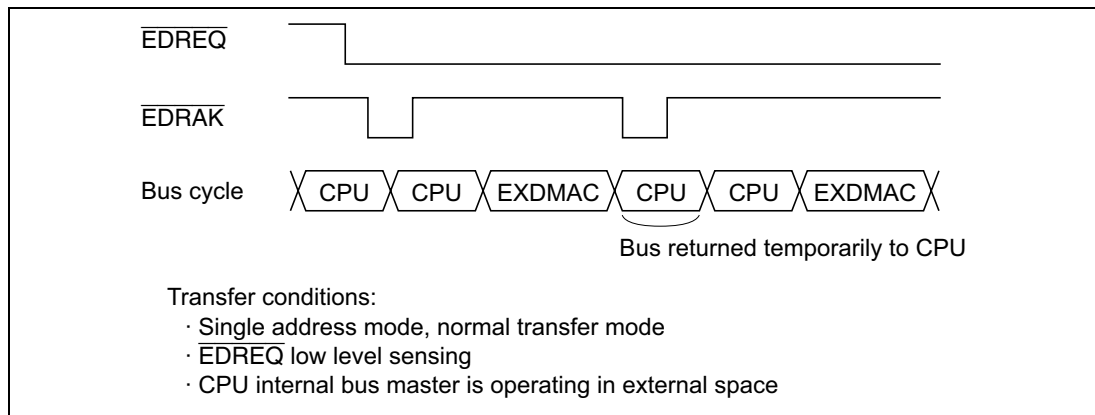 EDREQ
EDRAK
Bus cycle CPU CPU EXDMAC CPU CPU EXDMAC
Bus returned temporarily to CPU
Transfer conditions:
· Single address mode, normal transfer mode
· EDREQ low level sensing
· CPU internal bus master is operating in external space